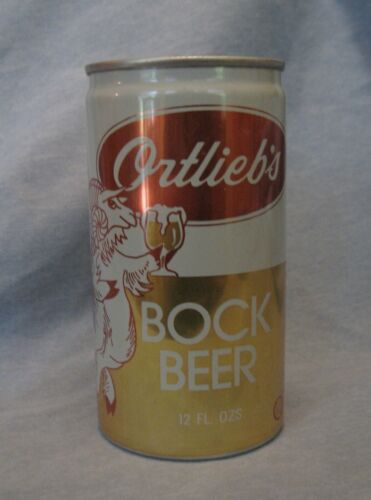 Ortlieb's
BOCK
BEER
12 FL. OZS.